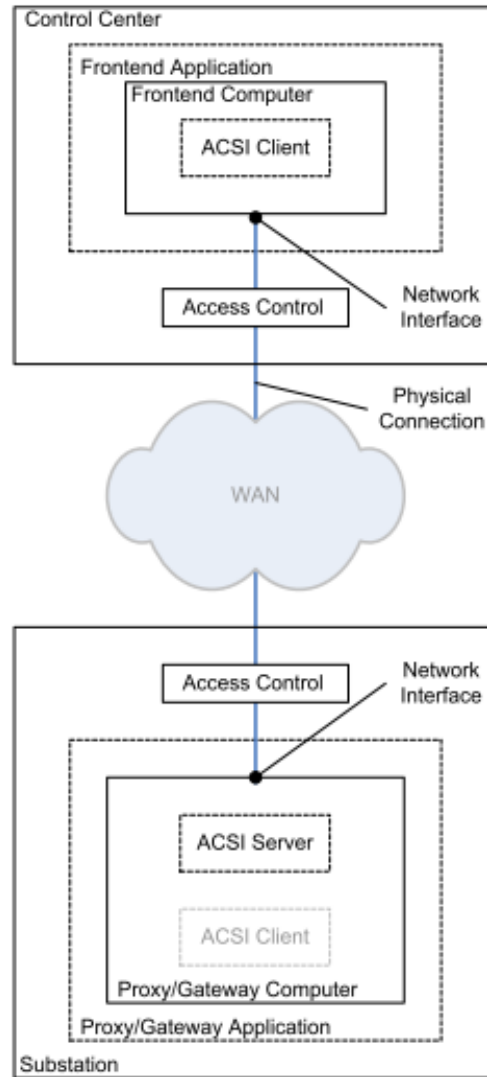 Control Center
Frontend Application
Frontend Computer
ACSI Client
Access Control
Network
Interface
Physical
Connection
WAN
Access Control
Network
Interface
ACSI Server
ACSI Client
Proxy/Gateway Computer
Proxy/Gateway Application
Substation